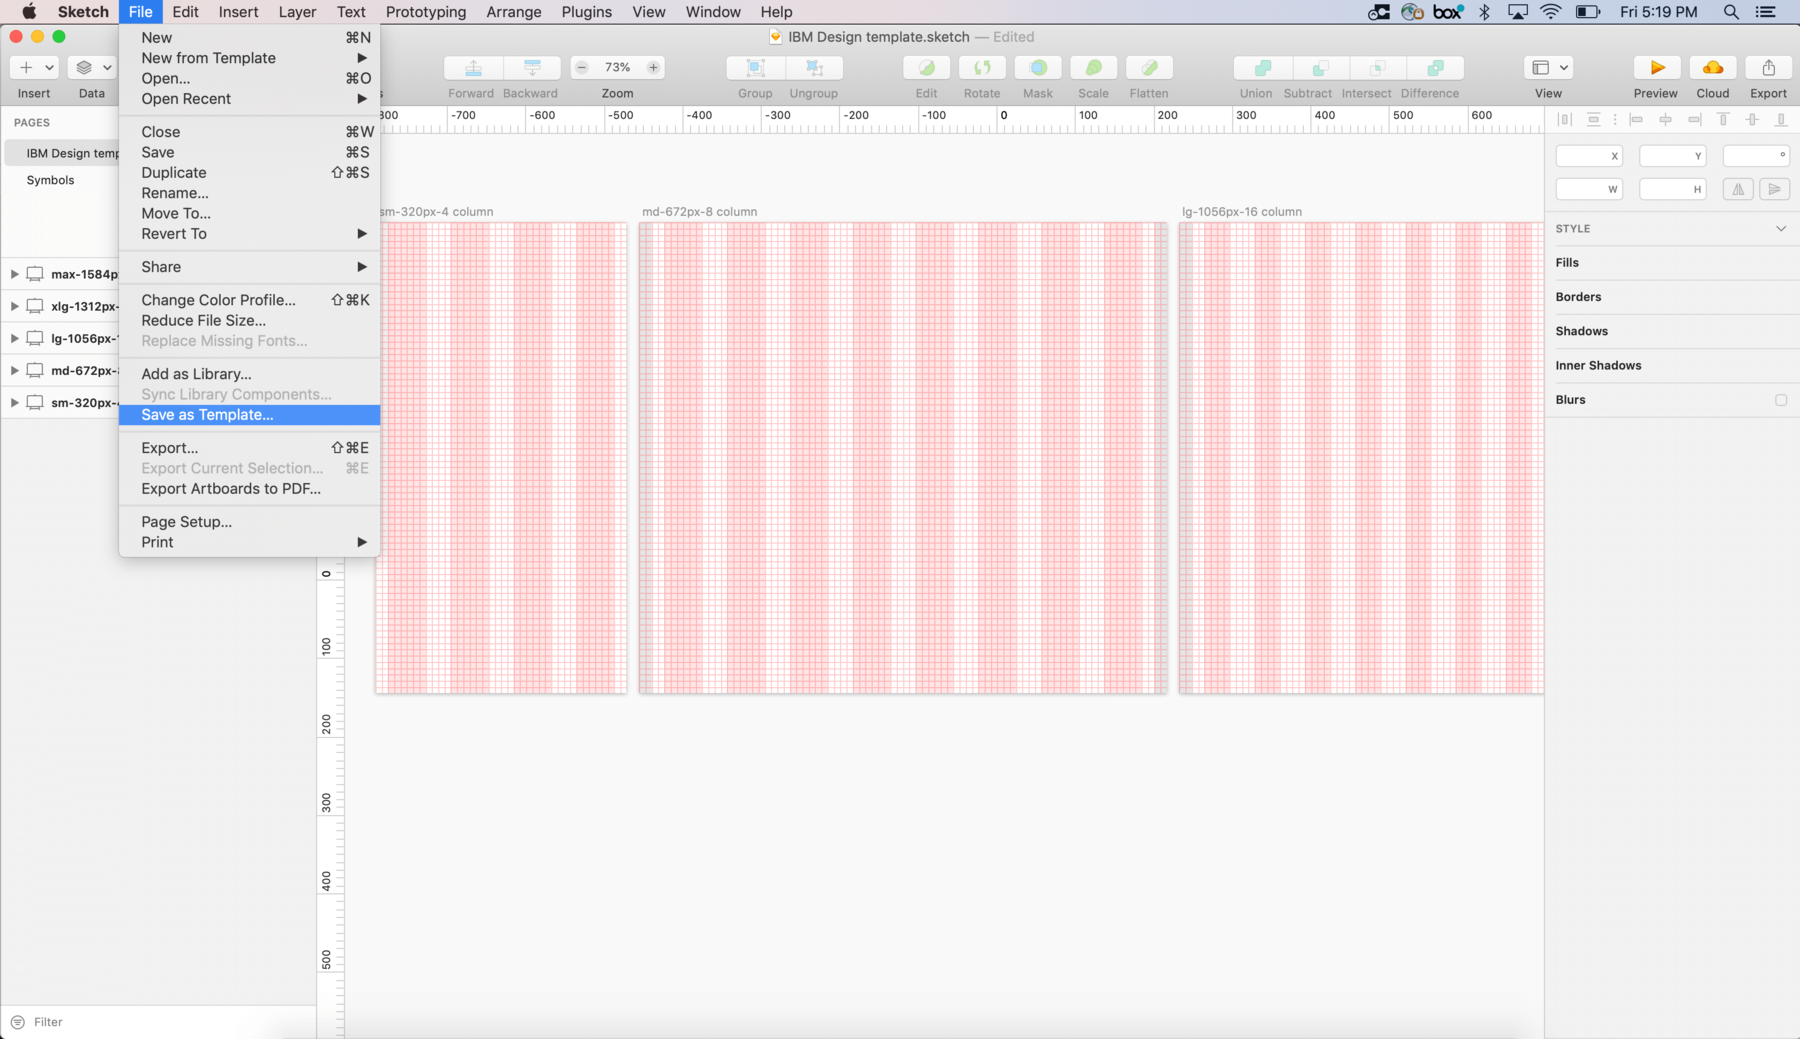 Sketch File Edit Insert Layer Text Prototyping Arrange Plugins View Window Help
box Fri 5:19 PM
IBM Design template.sketch — Edited
73%
Insert Data Forward Backward Zoom Group Ungroup Edit Rotate Mask Scale Flatten Union Subtract Intersect Difference View Preview Cloud Export
New ⌘N
New from Template ▶
Open... ⌘O
Open Recent ▶
Close ⌘W
Save ⌘S
Duplicate ⇧⌘S
Rename...
Move To...
Revert To ▶
Share ▶
Change Color Profile... ⇧⌘K
Reduce File Size...
Replace Missing Fonts...
Add as Library...
Sync Library Components...
Save as Template...
Export... ⇧⌘E
Export Current Selection... ⌘E
Export Artboards to PDF...
Page Setup...
Print ▶
PAGES
IBM Design temp
Symbols
max-1584p
xlg-1312px-
lg-1056px-1
md-672px-8
sm-320px-
Filter
-700 -600 -500 -400 -300 -200 -100 0 100 200 300 400 500 600
sm-320px-4 column
md-672px-8 column
lg-1056px-16 column
0
100
200
300
400
500
X Y °
W H
STYLE
Fills
Borders
Shadows
Inner Shadows
Blurs